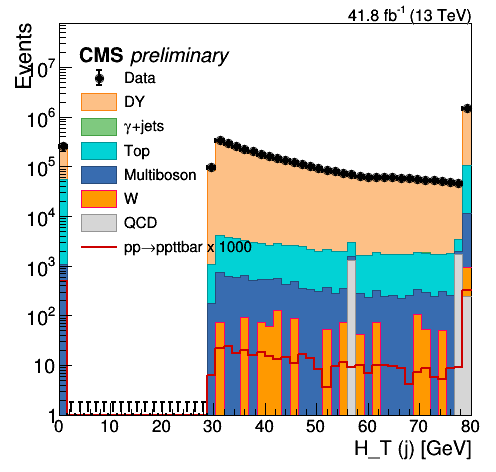 41.8 fb⁻¹ (13 TeV)
Events
CMS preliminary
Data
DY
γ+jets
Top
Multiboson
W
QCD
pp→ppttbar x 1000
10⁷
10⁶
10⁵
10⁴
10³
10²
10
1
0 10 20 30 40 50 60 70 80
H_T (j) [GeV]